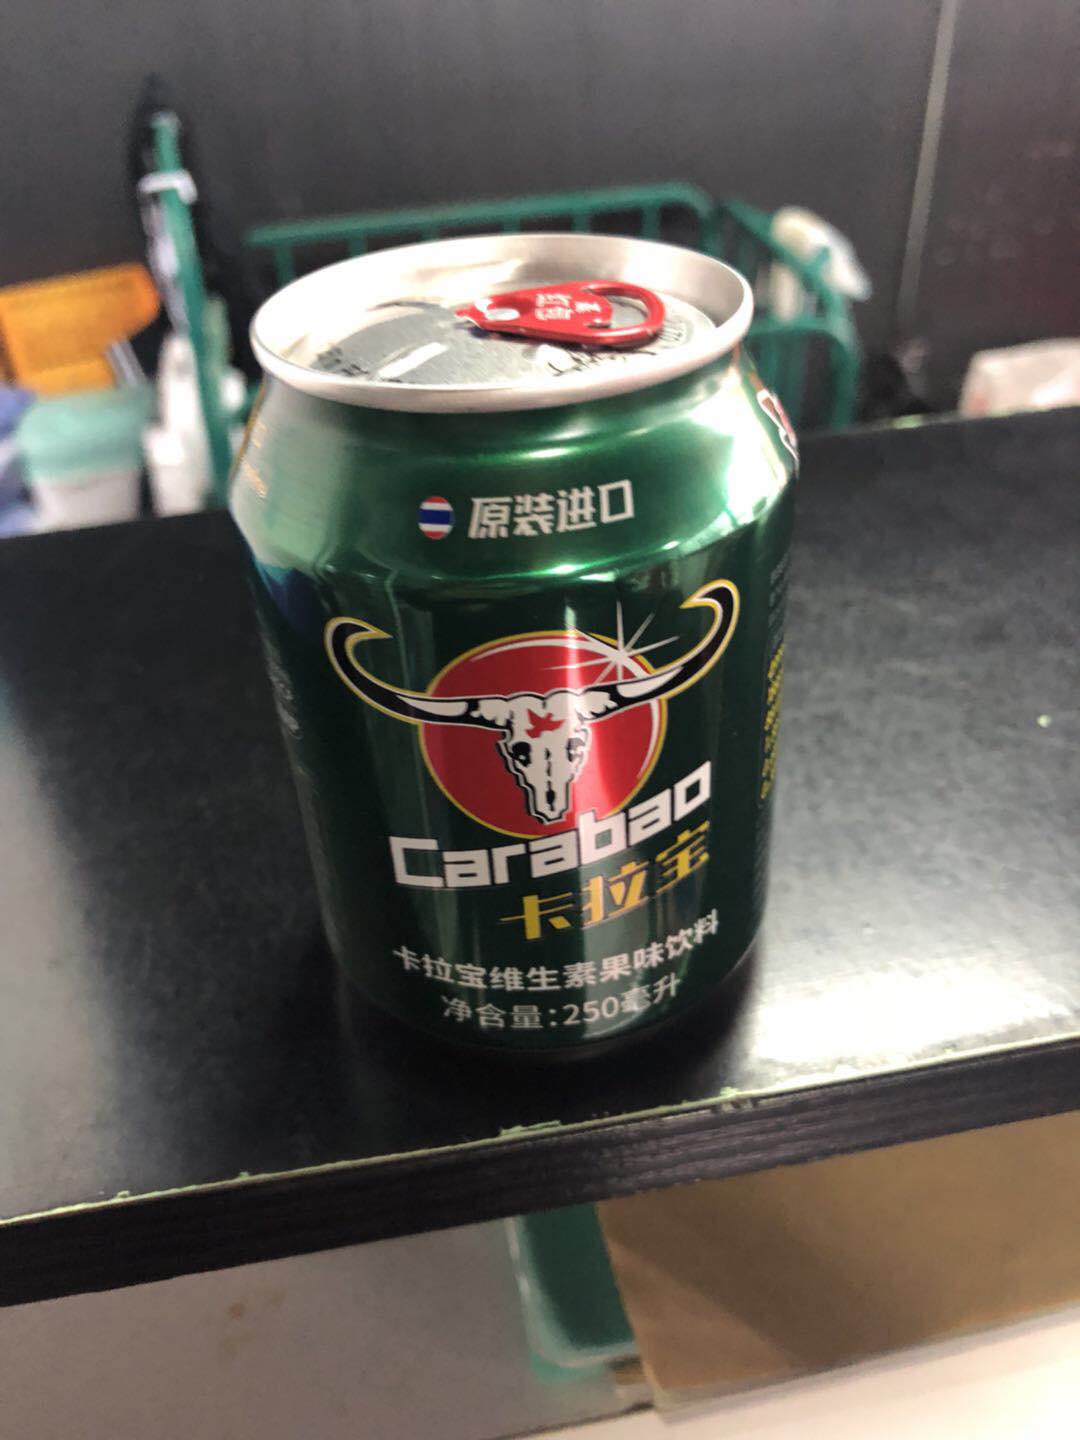 原装进口
Carabao
卡拉宝
卡拉宝维生素果味饮料
净含量:250毫升